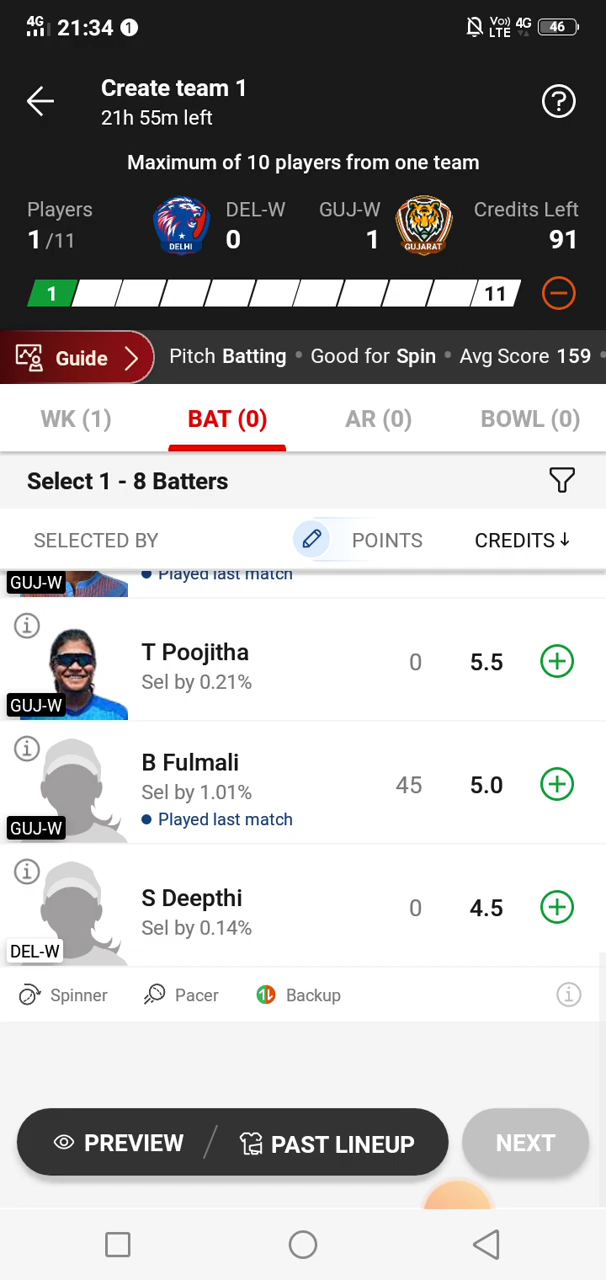 4G 21:34 1 Vo) LTE 4G 46
Create team 1
21h 55m left
Maximum of 10 players from one team
Players DEL-W GUJ-W Credits Left
1 /11 DELHI 0 1 GUJARAT 91
1 11
Guide Pitch Batting • Good for Spin • Avg Score 159 •
WK (1) BAT (0) AR (0) BOWL (0)
Select 1 - 8 Batters
SELECTED BY POINTS CREDITS ↓
GUJ-W • Played last match
T Poojitha 0 5.5
Sel by 0.21%
GUJ-W
B Fulmali 45 5.0
Sel by 1.01%
• Played last match
GUJ-W
S Deepthi 0 4.5
Sel by 0.14%
DEL-W
Spinner Pacer Backup
PREVIEW / PAST LINEUP NEXT